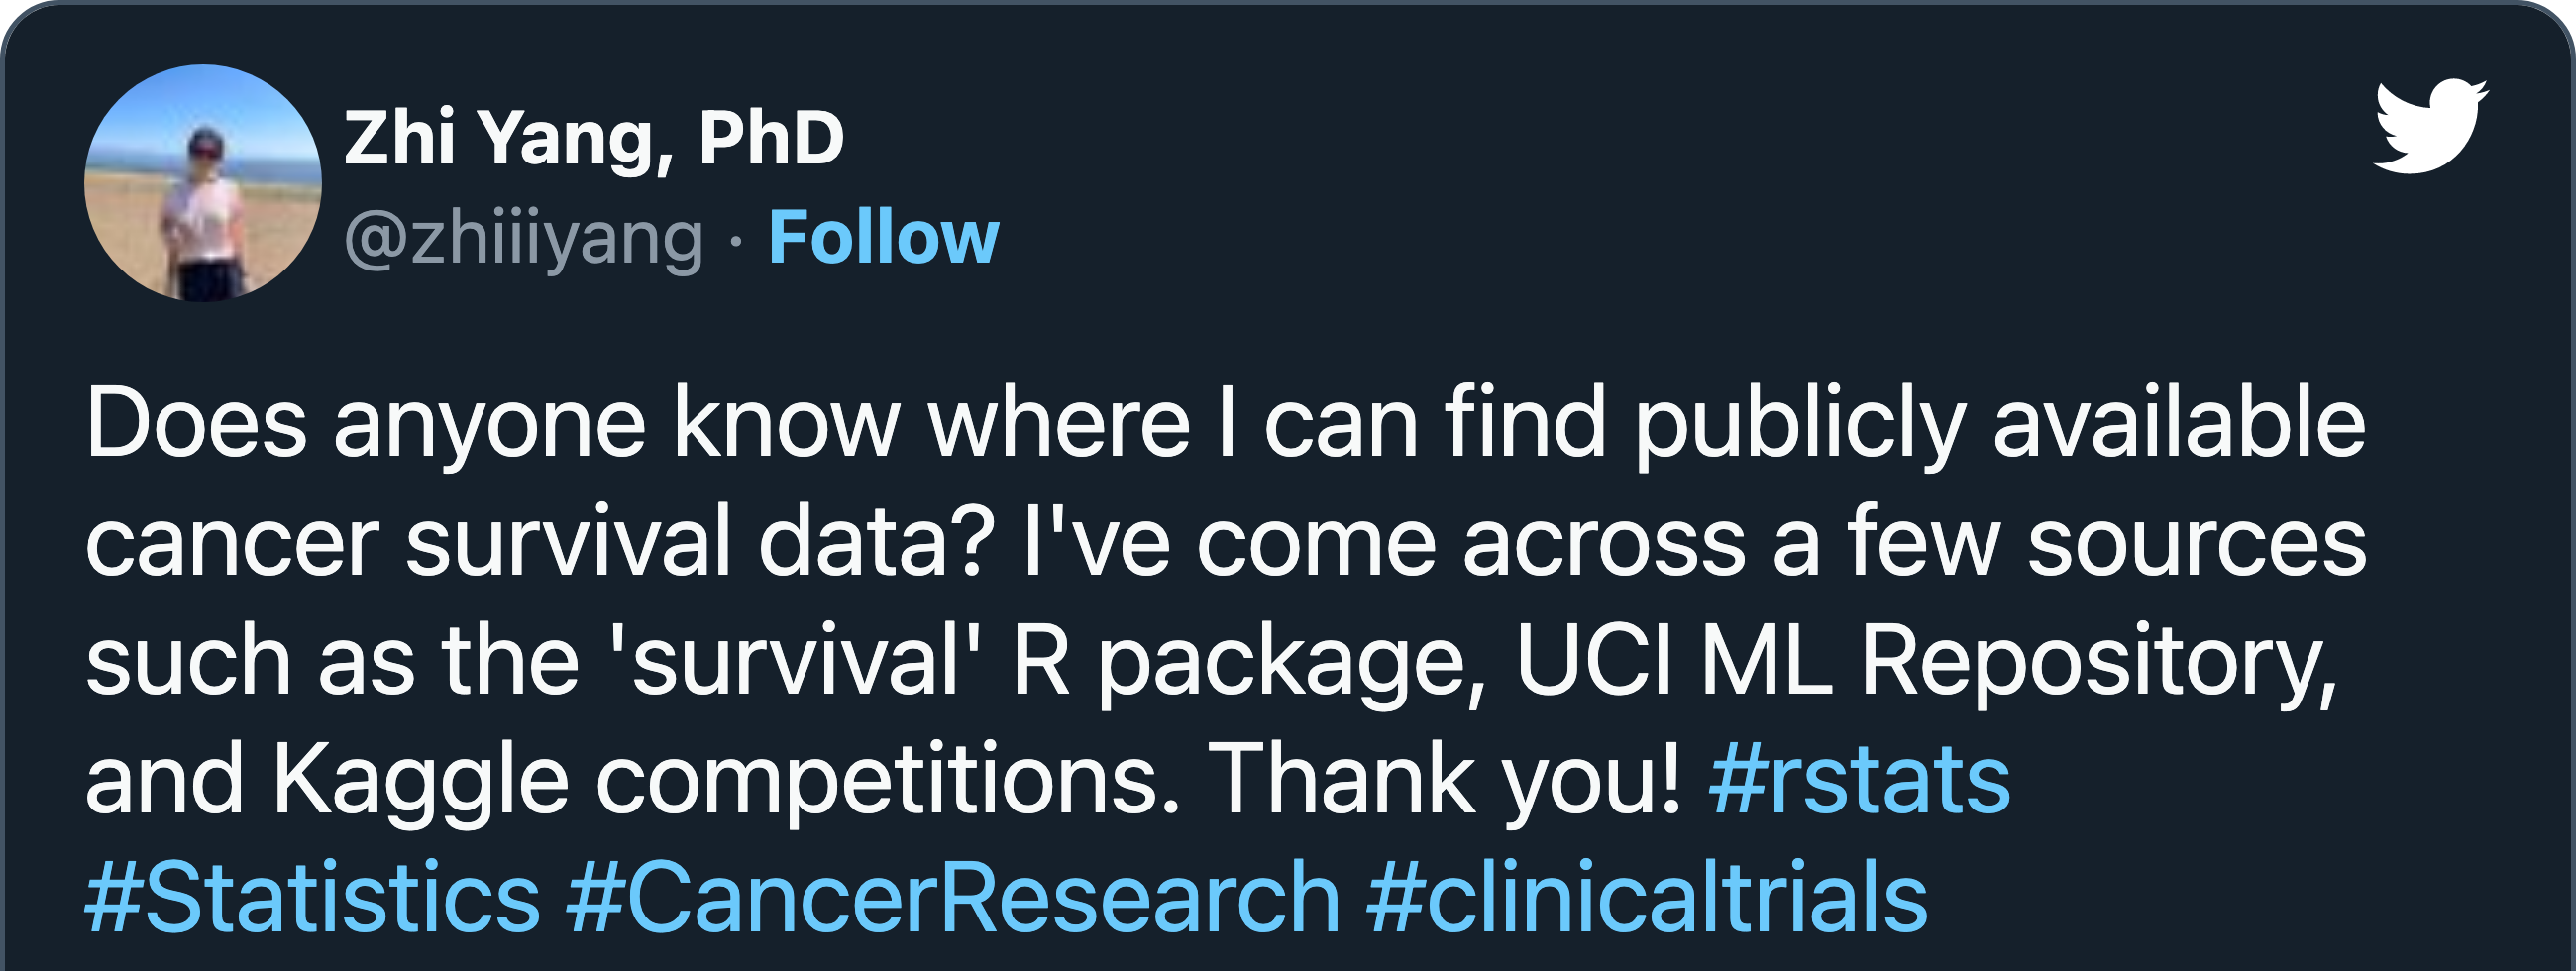 Zhi Yang, PhD
@zhiiiyang · Follow
Does anyone know where I can find publicly available
cancer survival data? I've come across a few sources
such as the 'survival' R package, UCI ML Repository,
and Kaggle competitions. Thank you! #rstats
#Statistics #CancerResearch #clinicaltrials